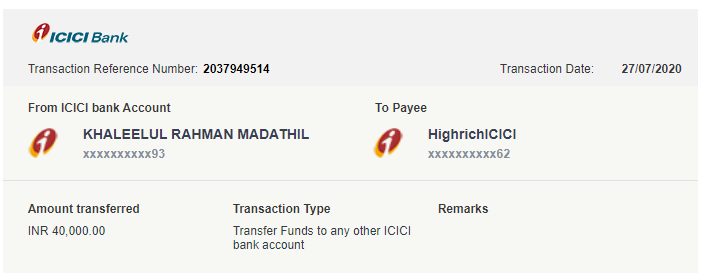 ICICI Bank
Transaction Reference Number: 2037949514 Transaction Date: 27/07/2020
From ICICI bank Account To Payee
KHALEELUL RAHMAN MADATHIL HighrichICICI
xxxxxxxxxx93 xxxxxxxxxx62
Amount transferred Transaction Type Remarks
INR 40,000.00 Transfer Funds to any other ICICI
bank account